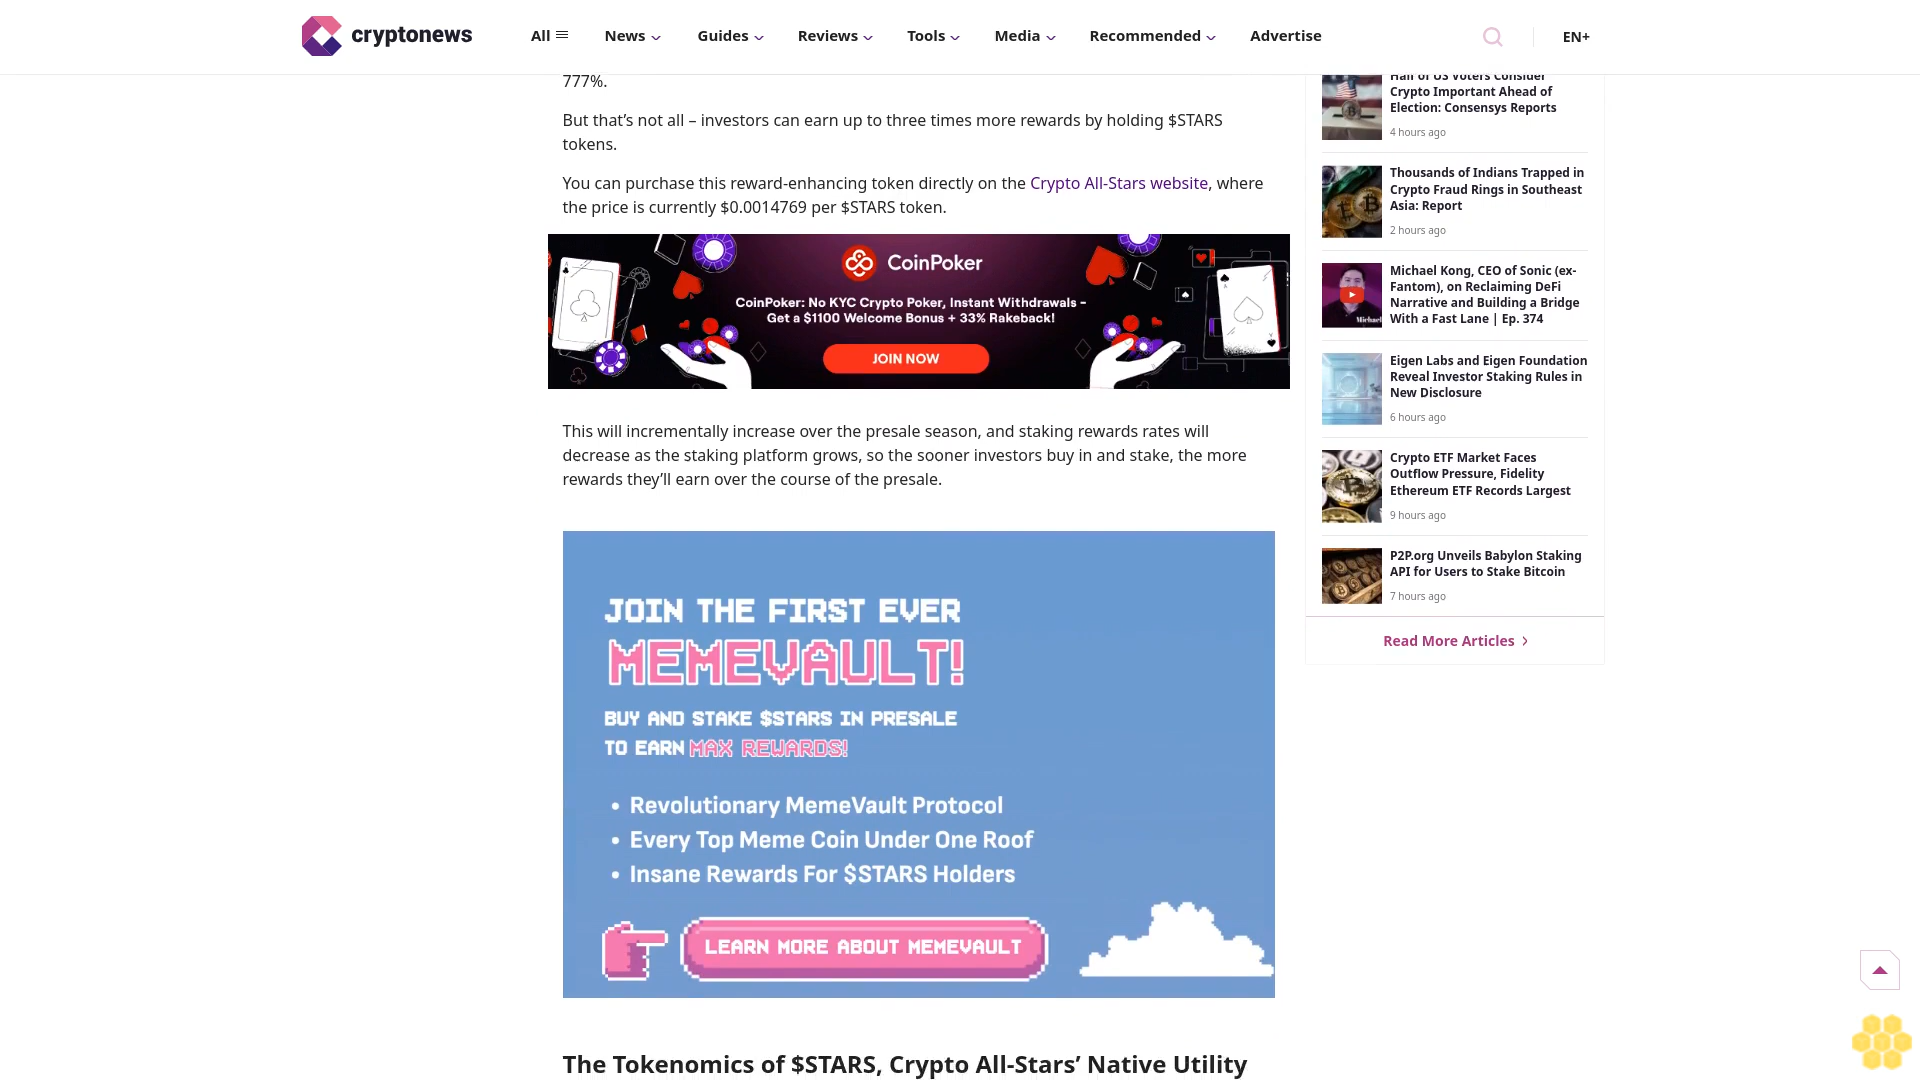 cryptonews
All
News
Guides
Reviews
Tools
Media
Recommended
Advertise
EN+
777%.
But that’s not all – investors can earn up to three times more rewards by holding $STARS
tokens.
You can purchase this reward-enhancing token directly on the Crypto All-Stars website, where
the price is currently $0.0014769 per $STARS token.
CoinPoker
CoinPoker: No KYC Crypto Poker, Instant Withdrawals -
Get a $1100 Welcome Bonus + 33% Rakeback!
JOIN NOW
This will incrementally increase over the presale season, and staking rewards rates will
decrease as the staking platform grows, so the sooner investors buy in and stake, the more
rewards they’ll earn over the course of the presale.
JOIN THE FIRST EVER
MEMEVAULT!
BUY AND STAKE $STARS IN PRESALE
TO EARN MAX REWARDS!
• Revolutionary MemeVault Protocol
• Every Top Meme Coin Under One Roof
• Insane Rewards For $STARS Holders
LEARN MORE ABOUT MEMEVAULT
The Tokenomics of $STARS, Crypto All-Stars’ Native Utility
Half of US Voters Consider
Crypto Important Ahead of
Election: Consensys Reports
4 hours ago
Thousands of Indians Trapped in
Crypto Fraud Rings in Southeast
Asia: Report
2 hours ago
Michael Kong, CEO of Sonic (ex-
Fantom), on Reclaiming DeFi
Narrative and Building a Bridge
With a Fast Lane | Ep. 374
Eigen Labs and Eigen Foundation
Reveal Investor Staking Rules in
New Disclosure
6 hours ago
Crypto ETF Market Faces
Outflow Pressure, Fidelity
Ethereum ETF Records Largest
9 hours ago
P2P.org Unveils Babylon Staking
API for Users to Stake Bitcoin
7 hours ago
Read More Articles